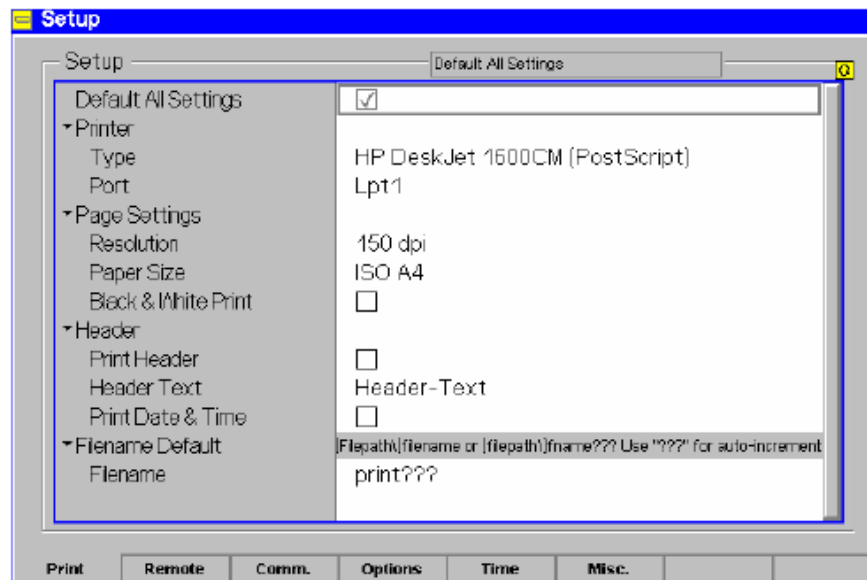 Setup
Setup Default All Settings
Default All Settings
Printer
Type HP DeskJet 1600CM (PostScript)
Port Lpt1
Page Settings
Resolution 150 dpi
Paper Size ISO A4
Black & White Print
Header
Print Header
Header Text Header-Text
Print Date & Time
Filename Default [Filepath\]filename or [filepath\]fname??? Use "???" for auto-increment
Filename print???
Print Remote Comm. Options Time Misc.